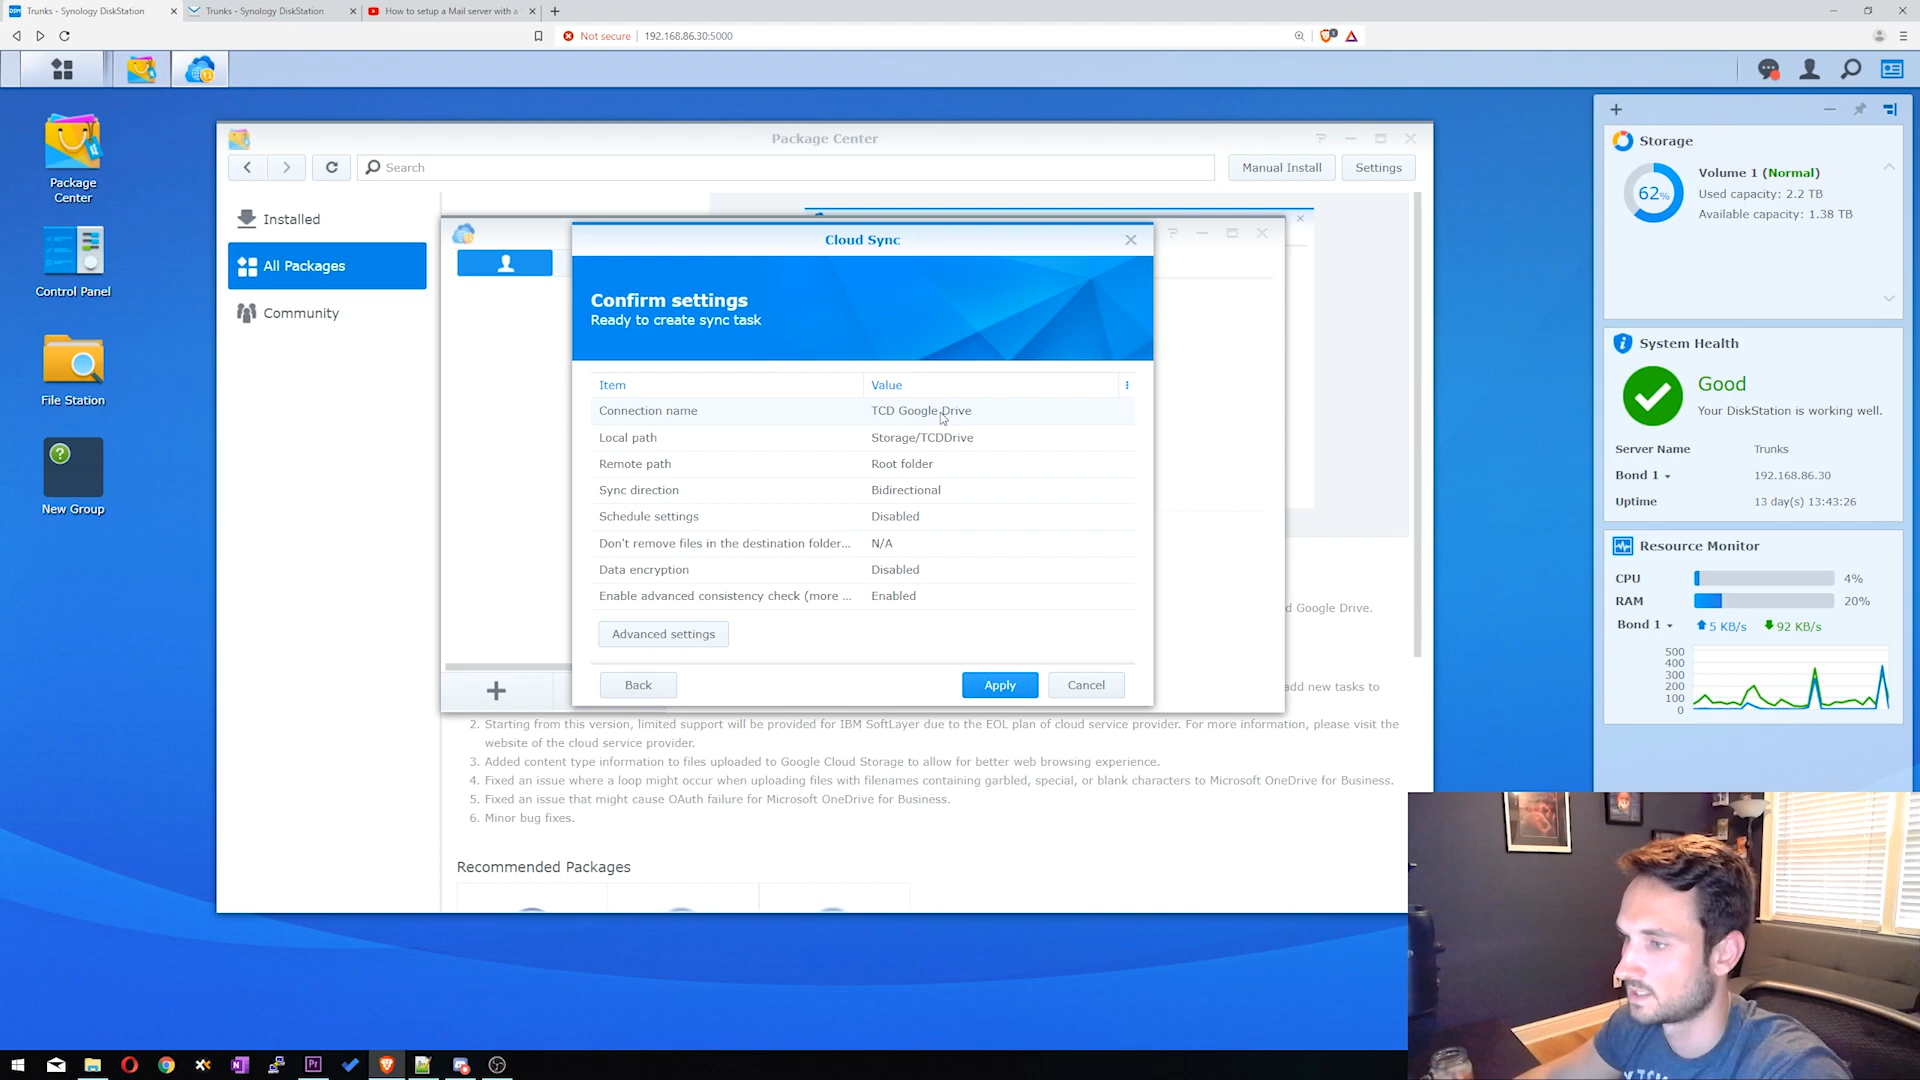 Trunks - Synology DiskStation
Trunks - Synology DiskStation
How to setup a Mail server with a
Not secure
192.168.86.30:5000
Package Center
Control Panel
File Station
New Group
Package Center
Search
Manual Install
Settings
Installed
All Packages
Community
Cloud Sync
Confirm settings
Ready to create sync task
Item Value
Connection name TCD Google Drive
Local path Storage/TCDDrive
Remote path Root folder
Sync direction Bidirectional
Schedule settings Disabled
Don't remove files in the destination folder... N/A
Data encryption Disabled
Enable advanced consistency check (more ... Enabled
Advanced settings
Back
Apply
Cancel
d Google Drive.
add new tasks to
2. Starting from this version, limited support will be provided for IBM SoftLayer due to the EOL plan of cloud service provider. For more information, please visit the
website of the cloud service provider.
3. Added content type information to files uploaded to Google Cloud Storage to allow for better web browsing experience.
4. Fixed an issue where a loop might occur when uploading files with filenames containing garbled, special, or blank characters to Microsoft OneDrive for Business.
5. Fixed an issue that might cause OAuth failure for Microsoft OneDrive for Business.
6. Minor bug fixes.
Recommended Packages
Storage
62%
Volume 1 (Normal)
Used capacity: 2.2 TB
Available capacity: 1.38 TB
System Health
Good
Your DiskStation is working well.
Server Name Trunks
Bond 1 192.168.86.30
Uptime 13 day(s) 13:43:26
Resource Monitor
CPU 4%
RAM 20%
Bond 1 5 KB/s 92 KB/s
500
400
300
200
100
0